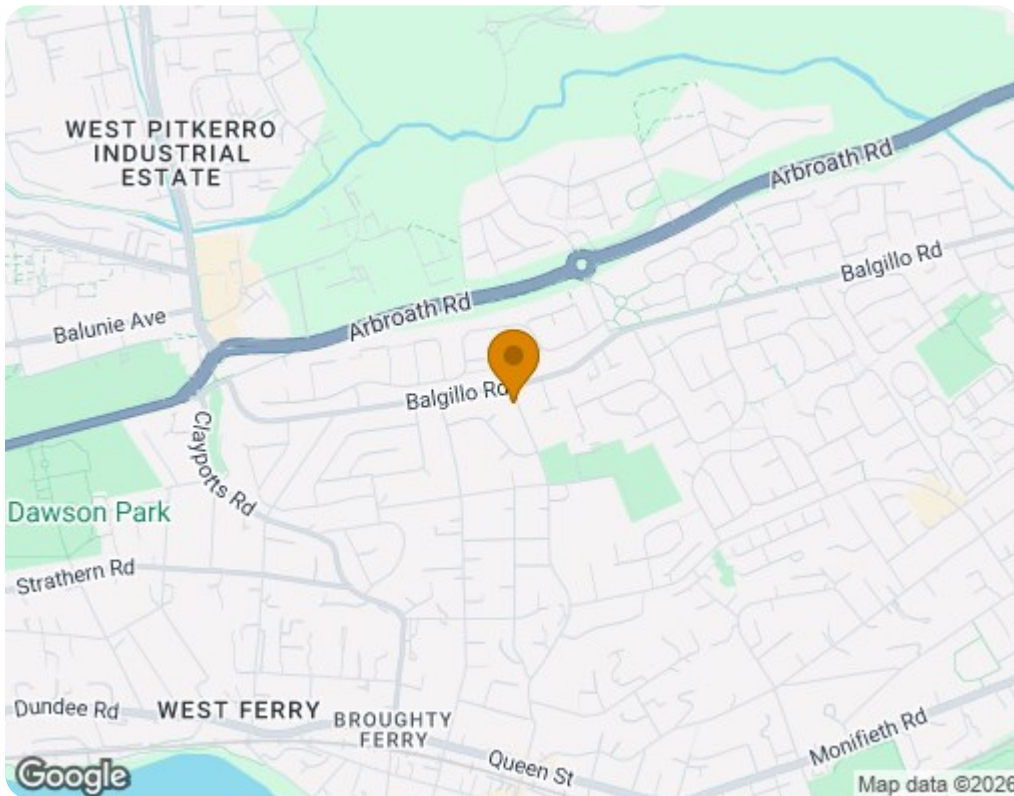 WEST PITKERRO
INDUSTRIAL
ESTATE
Arbroath Rd
Balgillo Rd
Balunie Ave
Arbroath Rd
Balgillo Rd
Claypotts Rd
Dawson Park
Strathern Rd
Dundee Rd
WEST FERRY
BROUGHTY
FERRY
Monifieth Rd
Queen St
Google
Map data ©2026